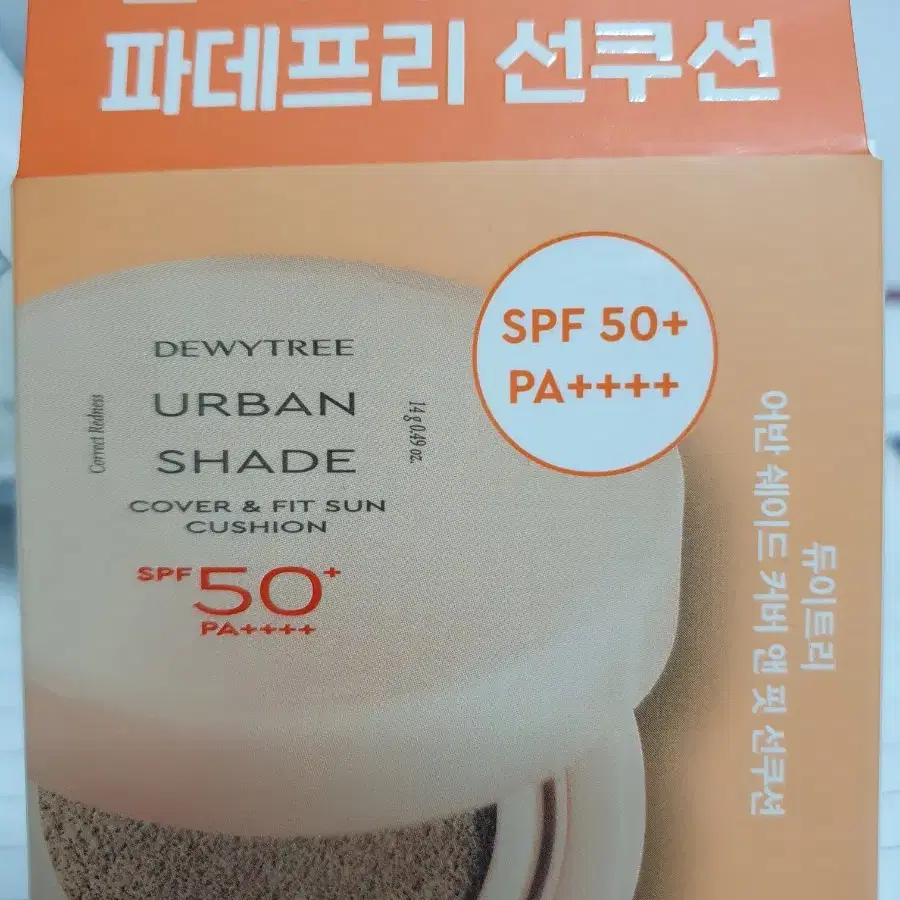 파데프리 선쿠션
SPF 50+
PA++++
DEWYTREE
URBAN
SHADE
Correct Redness
14 g 0.49 oz.
COVER & FIT SUN
CUSHION
SPF 50+
PA++++
듀이트리
어반 쉐이드 커버 앤 핏 선쿠션